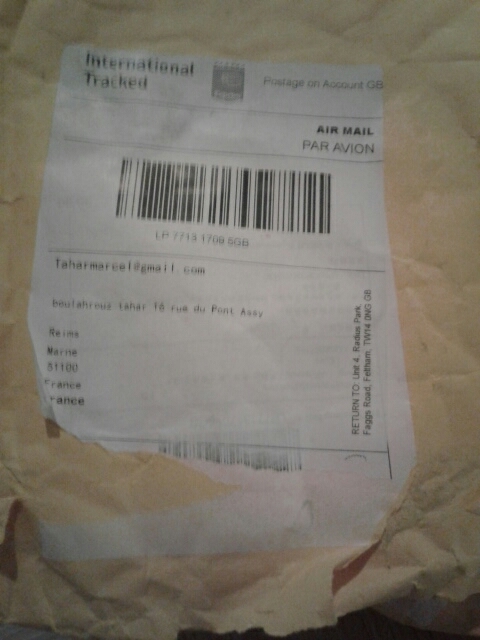 International
Tracked
Postage on Account GB
AIR MAIL
PAR AVION
LP 7713 1709 5GB
Taharmarcel@gmail.com
boulahrouz tahar 16 rue du Pont Assy
Reims
Marne
51100
France
rance
RETURN TO: Unit 4, Radius Park,
Faggs Road, Feltham, TW14 0NG GB